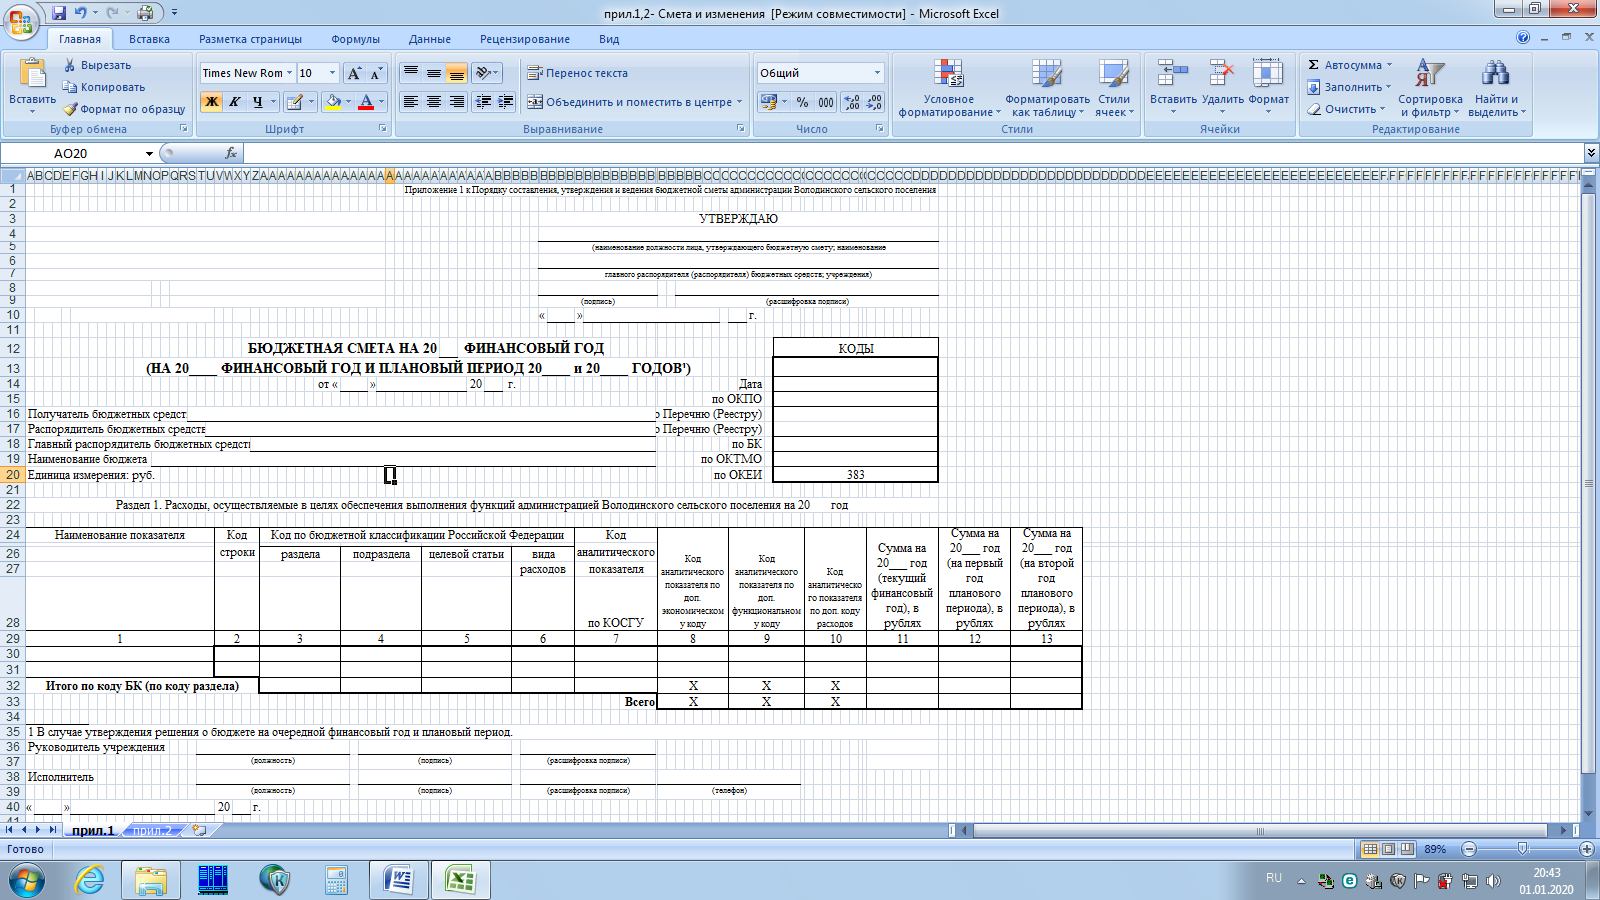 прил.1,2- Смета и изменения  [Режим совместимости] - Microsoft Excel
Главная Вставка Разметка страницы Формулы Данные Рецензирование Вид
Вставить Вырезать Копировать Формат по образцу
Буфер обмена
Times New Rom 10
Ж К Ч А
Шрифт
Перенос текста
Объединить и поместить в центре
Выравнивание
Общий
% 000
Число
Условное форматирование Форматировать как таблицу Стили ячеек
Стили
Вставить Удалить Формат
Ячейки
Σ Автосумма Заполнить Очистить Сортировка и фильтр Найти и выделить
Редактирование
AO20 fx
Приложение 1 к Порядку составления, утверждения и ведения бюджетной сметы администрации Володинского сельского поселения
УТВЕРЖДАЮ
(наименование должности лица, утверждающего бюджетную смету; наименование
главного распорядителя (распорядителя) бюджетных средств; учреждения)
(подпись) (расшифровка подписи)
« ____ »____________ ___ г.
БЮДЖЕТНАЯ СМЕТА НА 20___ ФИНАНСОВЫЙ ГОД
КОДЫ
(НА 20____ ФИНАНСОВЫЙ ГОД И ПЛАНОВЫЙ ПЕРИОД 20____ и 20____ ГОДОВ¹)
от « ____ »____________ 20 ___ г. Дата
по ОКПО
Получатель бюджетных средст о Перечню (Реестру)
Распорядитель бюджетных средств о Перечню (Реестру)
Главный распорядитель бюджетных средст по БК
Наименование бюджета по ОКТМО
Единица измерения: руб. по ОКЕИ 383
Раздел 1. Расходы, осуществляемые в целях обеспечения выполнения функций администрацией Володинского сельского поселения на 20 год
Наименование показателя
Код строки
Код по бюджетной классификации Российской Федерации
раздела подраздела целевой статьи вида расходов
Код аналитического показателя по КОСГУ
Код аналитического показателя по доп. экономическому коду
Код аналитического показателя по доп. функциональному коду
Код аналитического показателя по доп. коду расходов
Сумма на 20___ год (текущий финансовый год), в рублях
Сумма на 20___ год (на первый год планового периода), в рублях
Сумма на 20___ год (на второй год планового периода), в рублях
1 2 3 4 5 6 7 8 9 10 11 12 13
Итого по коду БК (по коду раздела) X X X
Всего X X X
1 В случае утверждения решения о бюджете на очередной финансовый год и плановый период.
Руководитель учреждения
(должность) (подпись) (расшифровка подписи)
Исполнитель
(должность) (подпись) (расшифровка подписи) (телефон)
« ____ »____________ 20 ___ г.
прил.1 прил.2
Готово 89%
RU 20:43
01.01.2020